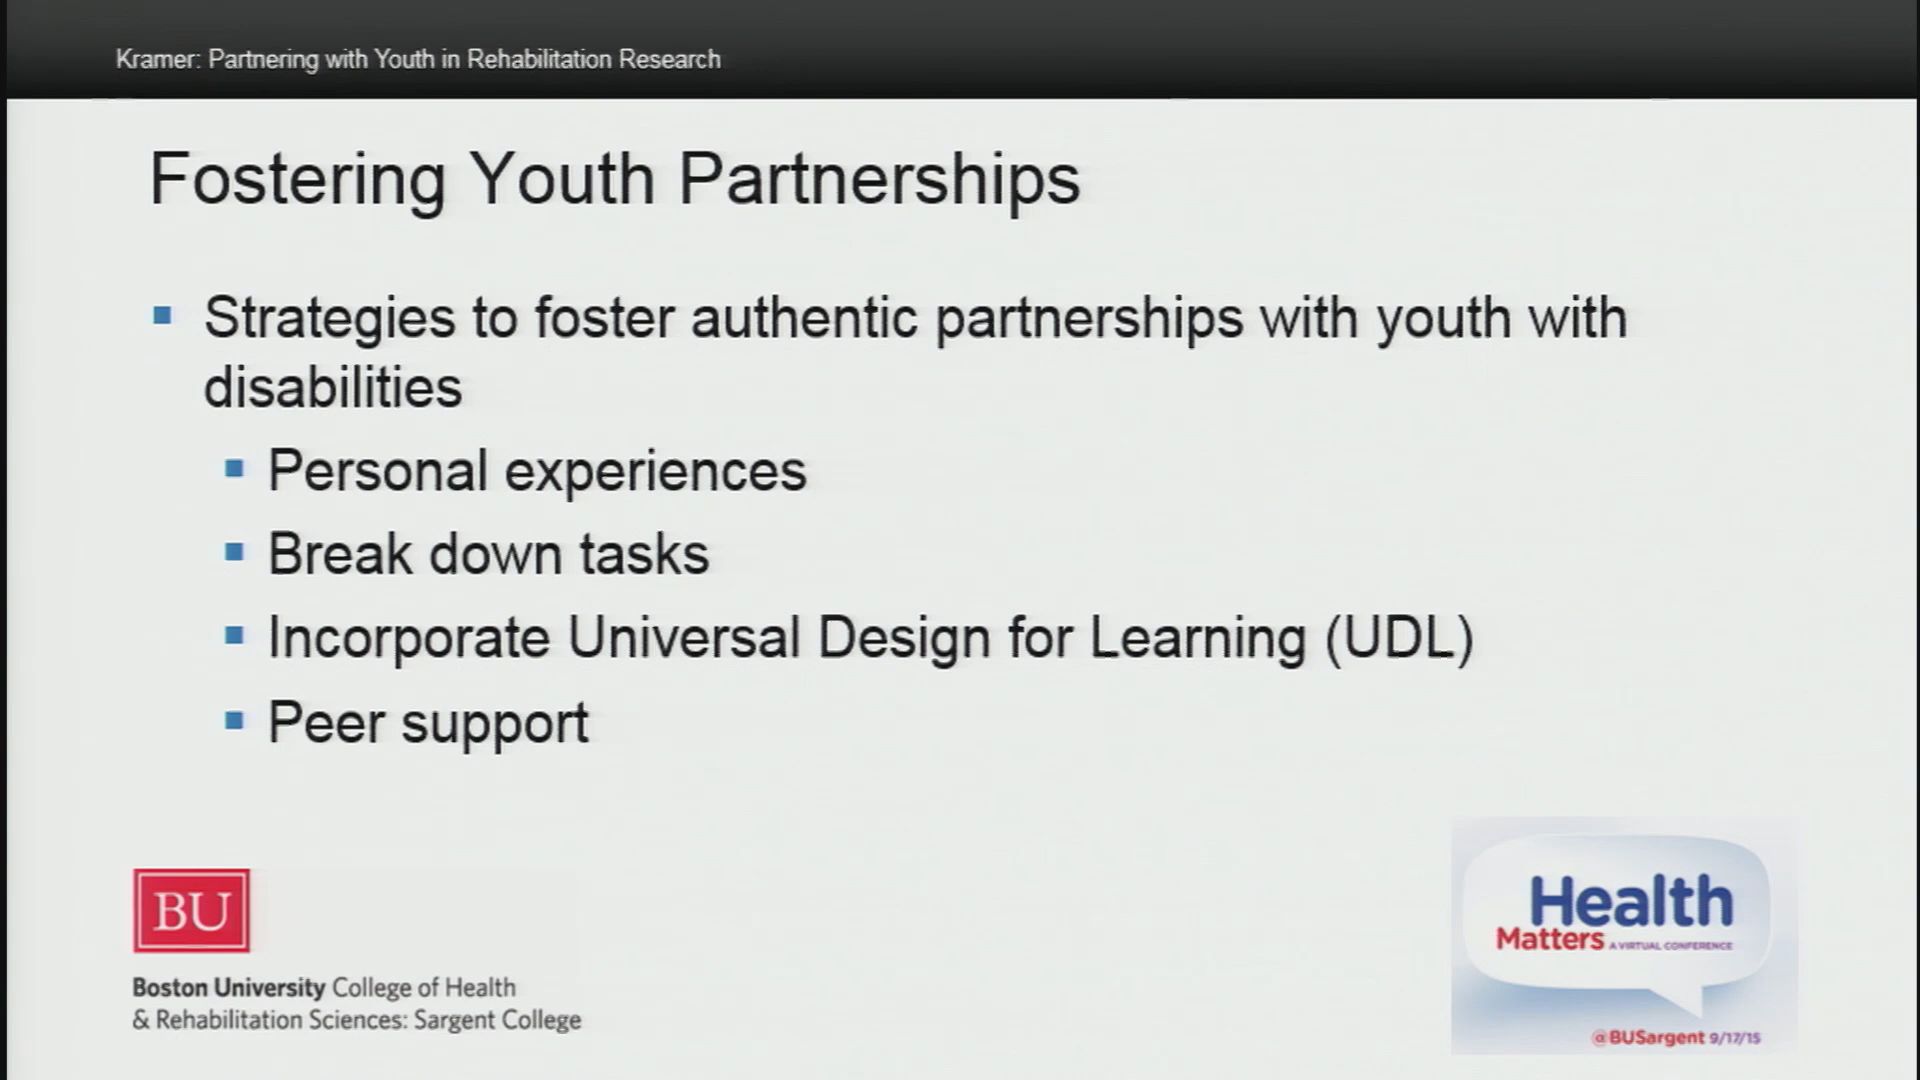 Kramer: Partnering with Youth in Rehabilitation Research
Fostering Youth Partnerships
Strategies to foster authentic partnerships with youth with
disabilities
Personal experiences
Break down tasks
Incorporate Universal Design for Learning (UDL)
Peer support
BU
Boston University College of Health
& Rehabilitation Sciences: Sargent College
Health
Matters A VIRTUAL CONFERENCE
@BUSargent 9/17/15